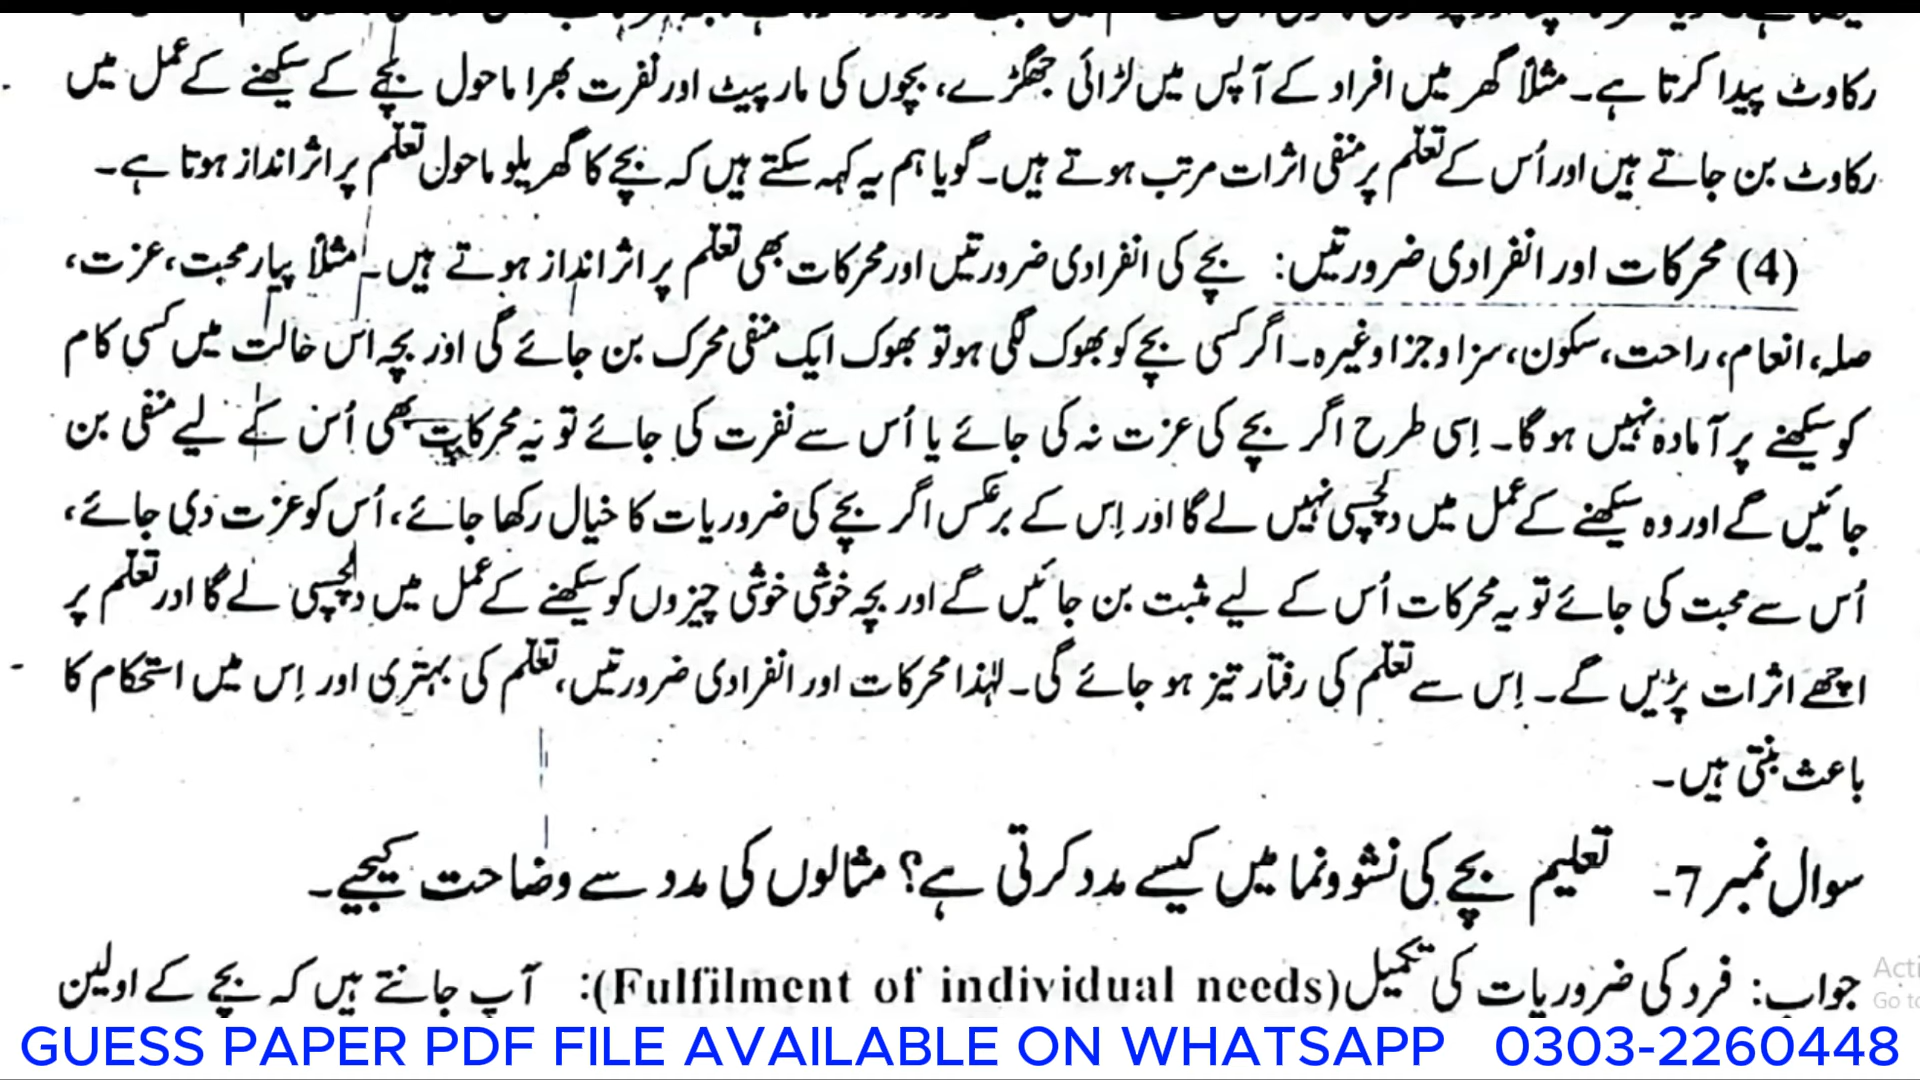 رکاوٹ پیدا کرتا ہے۔ مثلاً گھر میں افراد کے آپس میں لڑائی جھگڑے، بچوں کی مار پیٹ اور نفرت بھرا ماحول بچے کے سیکھنے کے عمل میں
رکاوٹ بن جاتے ہیں اور اُس کے تعلّم پر منفی اثرات مرتب ہوتے ہیں۔ گویا ہم یہ کہہ سکتے ہیں کہ بچے کا گھریلو ماحول تعلّم پر اثر انداز ہوتا ہے۔
(4) محرکات اور انفرادی ضرورتیں: بچے کی انفرادی ضرورتیں اور محرکات بھی تعلّم پر اثر انداز ہوتے ہیں۔ مثلاً پیار محبت، عزت،
صلہ، انعام، راحت، سکون، سزا و جزا وغیرہ۔ اگر کسی بچے کو بھوک لگی ہو تو بھوک ایک منفی محرک بن جائے گی اور بچہ اس حالت میں کسی کام
کو سیکھنے پر آمادہ نہیں ہو گا۔ اِسی طرح اگر بچے کی عزت نہ کی جائے یا اُس سے نفرت کی جائے تو یہ محرکات بھی اُس کے لیے منفی بن
جائیں گے اور وہ سیکھنے کے عمل میں دلچسپی نہیں لے گا اور اِس کے برعکس اگر بچے کی ضروریات کا خیال رکھا جائے، اُس کو عزت دی جائے،
اُس سے محبت کی جائے تو یہ محرکات اُس کے لیے مثبت بن جائیں گے اور بچہ خوشی خوشی چیزوں کو سیکھنے کے عمل میں دلچسپی لے گا اور تعلّم پر
اچھے اثرات پڑیں گے۔ اِس سے تعلّم کی رفتار تیز ہو جائے گی۔ لہٰذا محرکات اور انفرادی ضرورتیں، تعلّم کی بہتری اور اِس میں استحکام کا
باعث بنتی ہیں۔
سوال نمبر 7- تعلیم بچے کی نشوونما میں کیسے مدد کرتی ہے؟ مثالوں کی مدد سے وضاحت کیجیے۔
جواب: فرد کی ضروریات کی تکمیل (Fulfilment of individual needs): آپ جانتے ہیں کہ بچے کے اولین
GUESS PAPER PDF FILE AVAILABLE ON WHATSAPP 0303-2260448